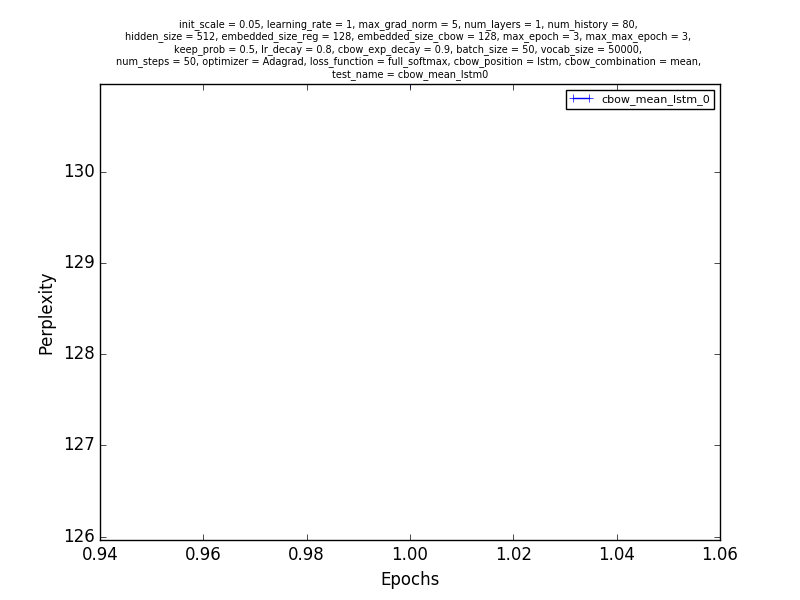 init_scale = 0.05, learning_rate = 1, max_grad_norm = 5, num_layers = 1, num_history = 80,
hidden_size = 512, embedded_size_reg = 128, embedded_size_cbow = 128, max_epoch = 3, max_max_epoch = 3,
keep_prob = 0.5, lr_decay = 0.8, cbow_exp_decay = 0.9, batch_size = 50, vocab_size = 50000,
num_steps = 50, optimizer = Adagrad, loss_function = full_softmax, cbow_position = lstm, cbow_combination = mean,
test_name = cbow_mean_lstm0
cbow_mean_lstm_0
130
129
128
127
126
Perplexity
0.94 0.96 0.98 1.00 1.02 1.04 1.06
Epochs